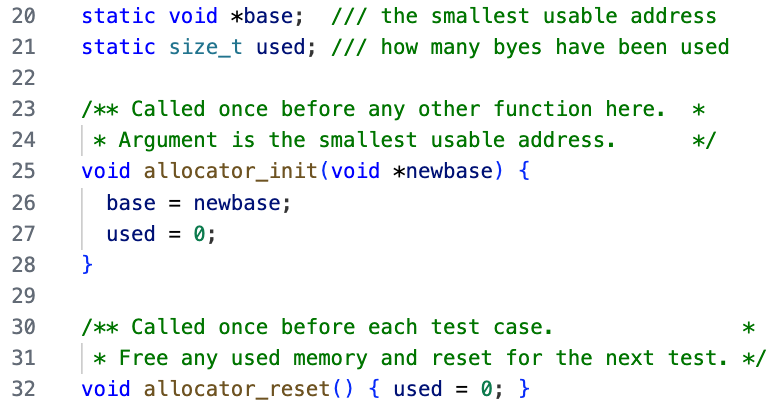 20 static void *base;  /// the smallest usable address
21 static size_t used; /// how many byes have been used
22
23 /** Called once before any other function here.  *
24  * Argument is the smallest usable address.      */
25 void allocator_init(void *newbase) {
26   base = newbase;
27   used = 0;
28 }
29
30 /** Called once before each test case.               *
31  * Free any used memory and reset for the next test. */
32 void allocator_reset() { used = 0; }